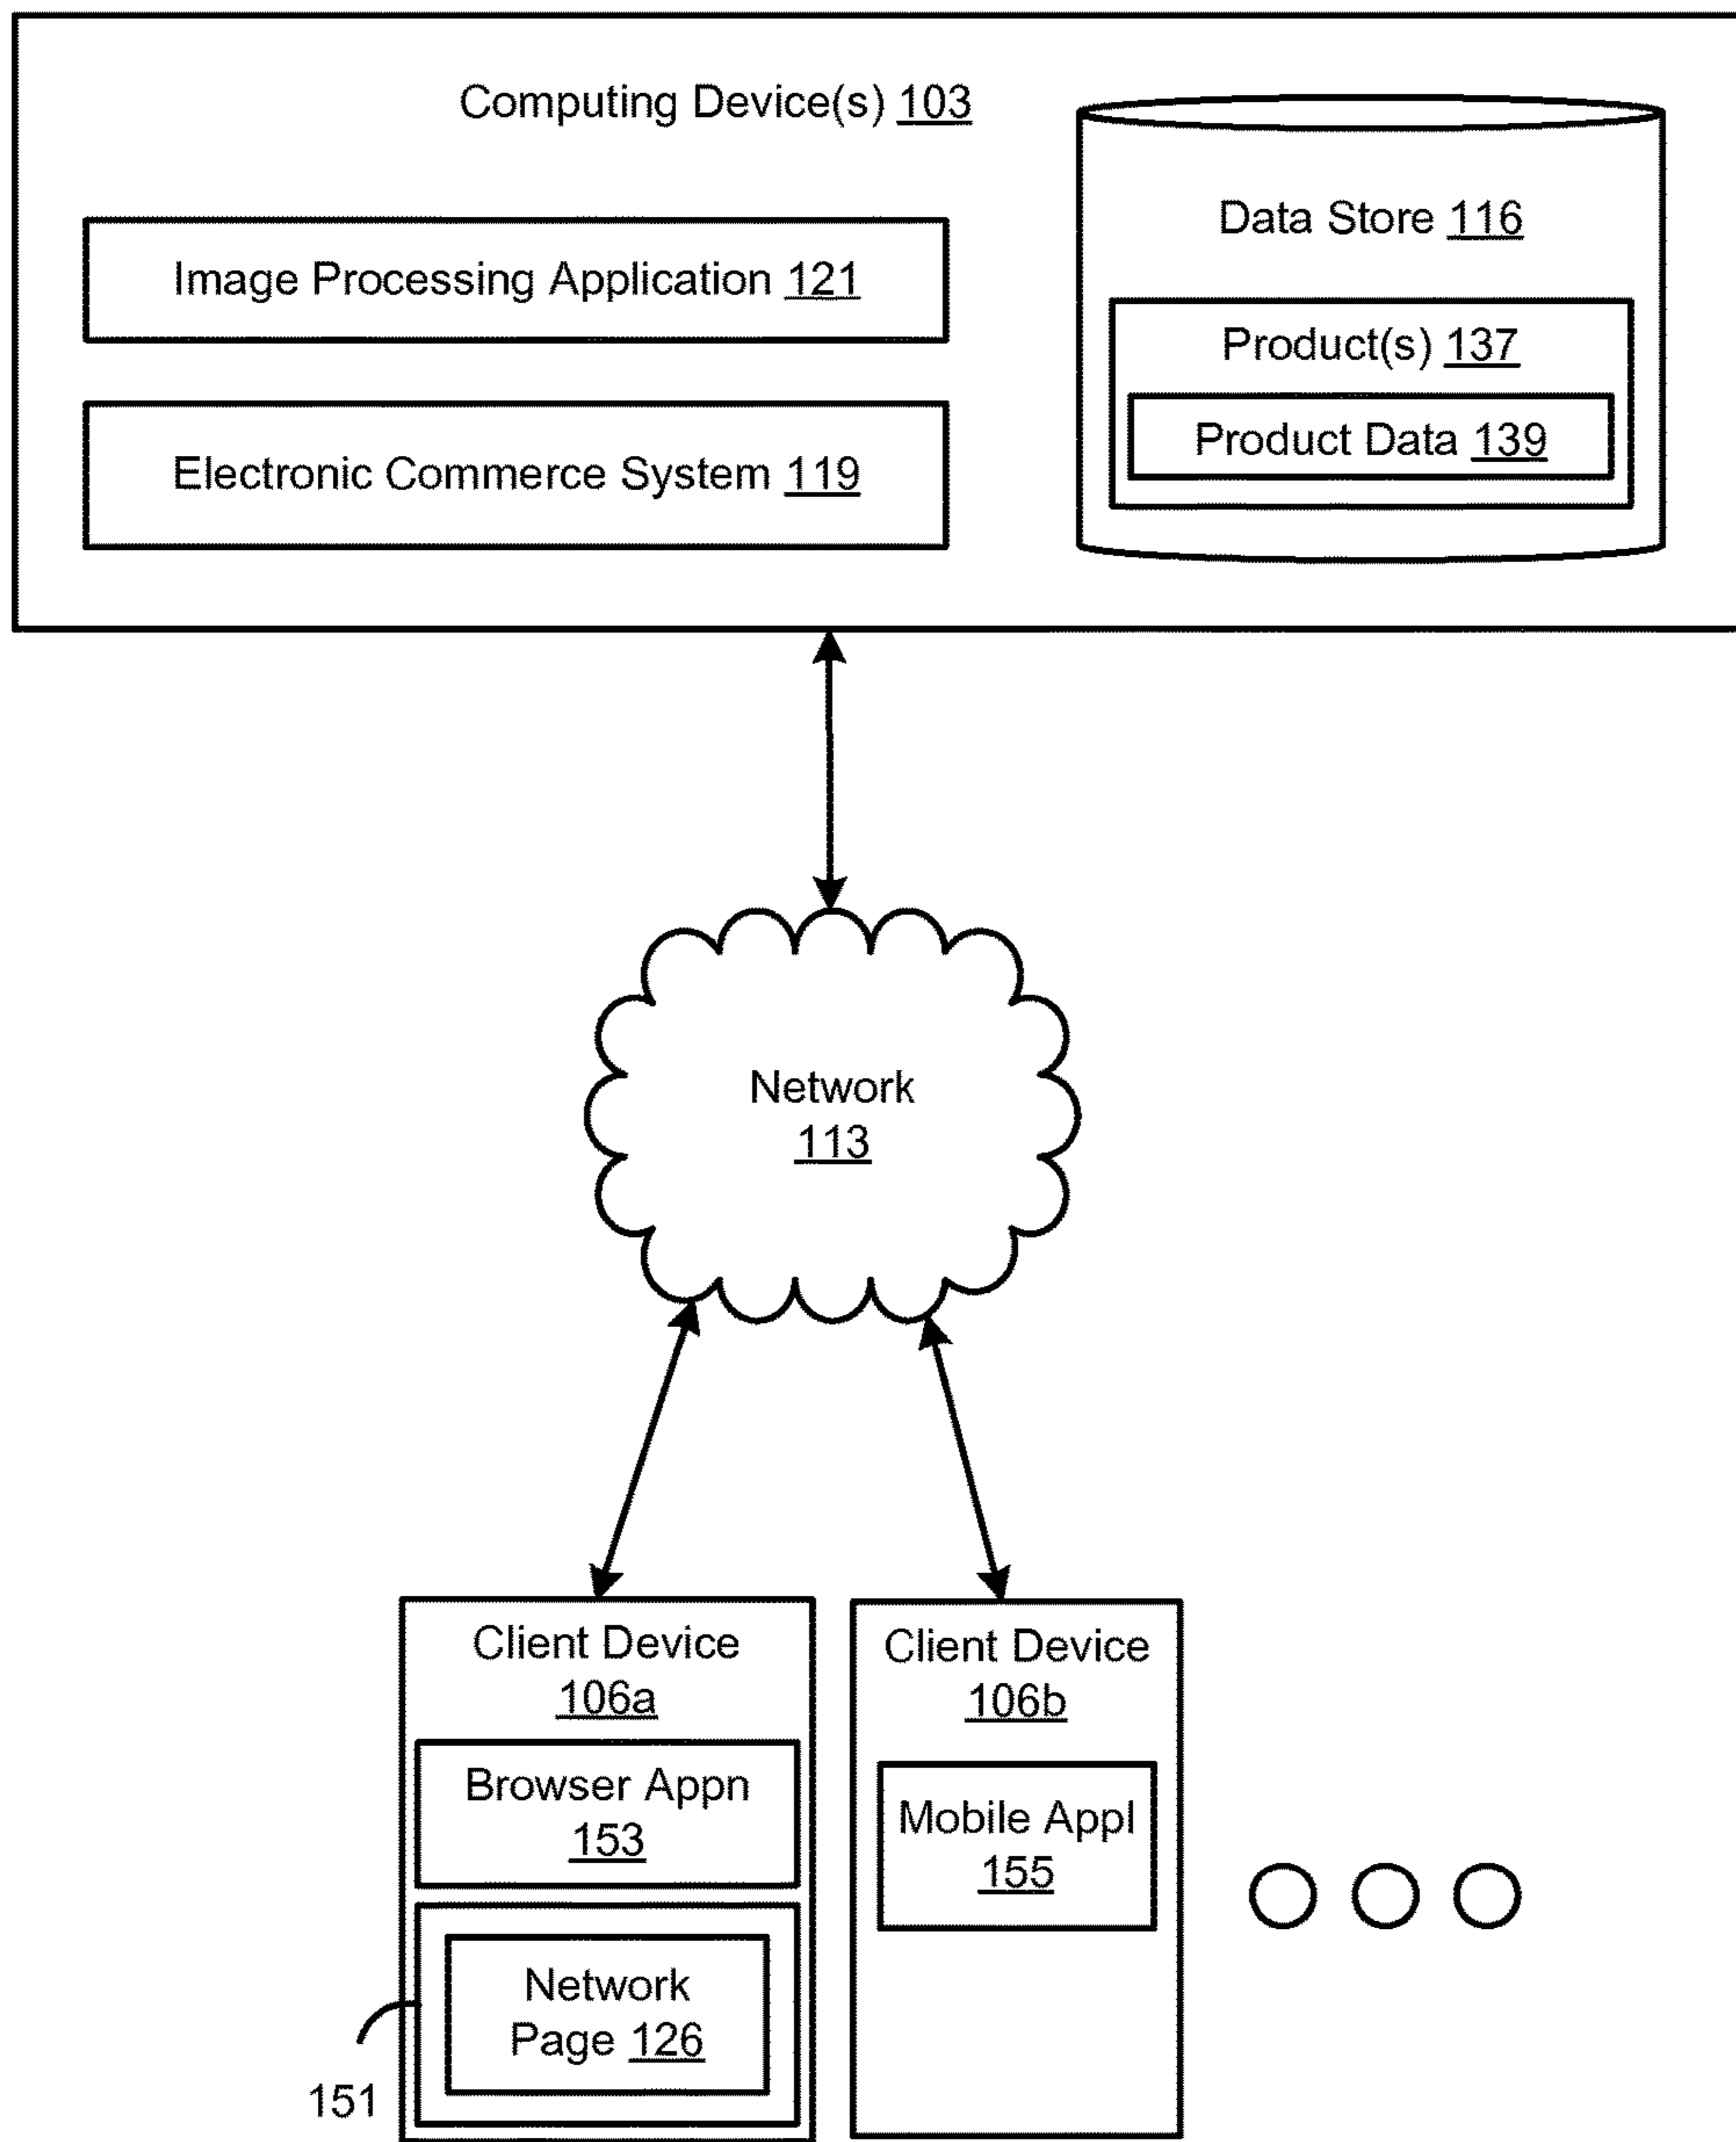 Computing Device(s) 103
Image Processing Application 121
Electronic Commerce System 119
Data Store 116
Product(s) 137
Product Data 139
Network
113
Client Device
106a
Browser Appn
153
Network
Page 126
151
Client Device
106b
Mobile Appl
155